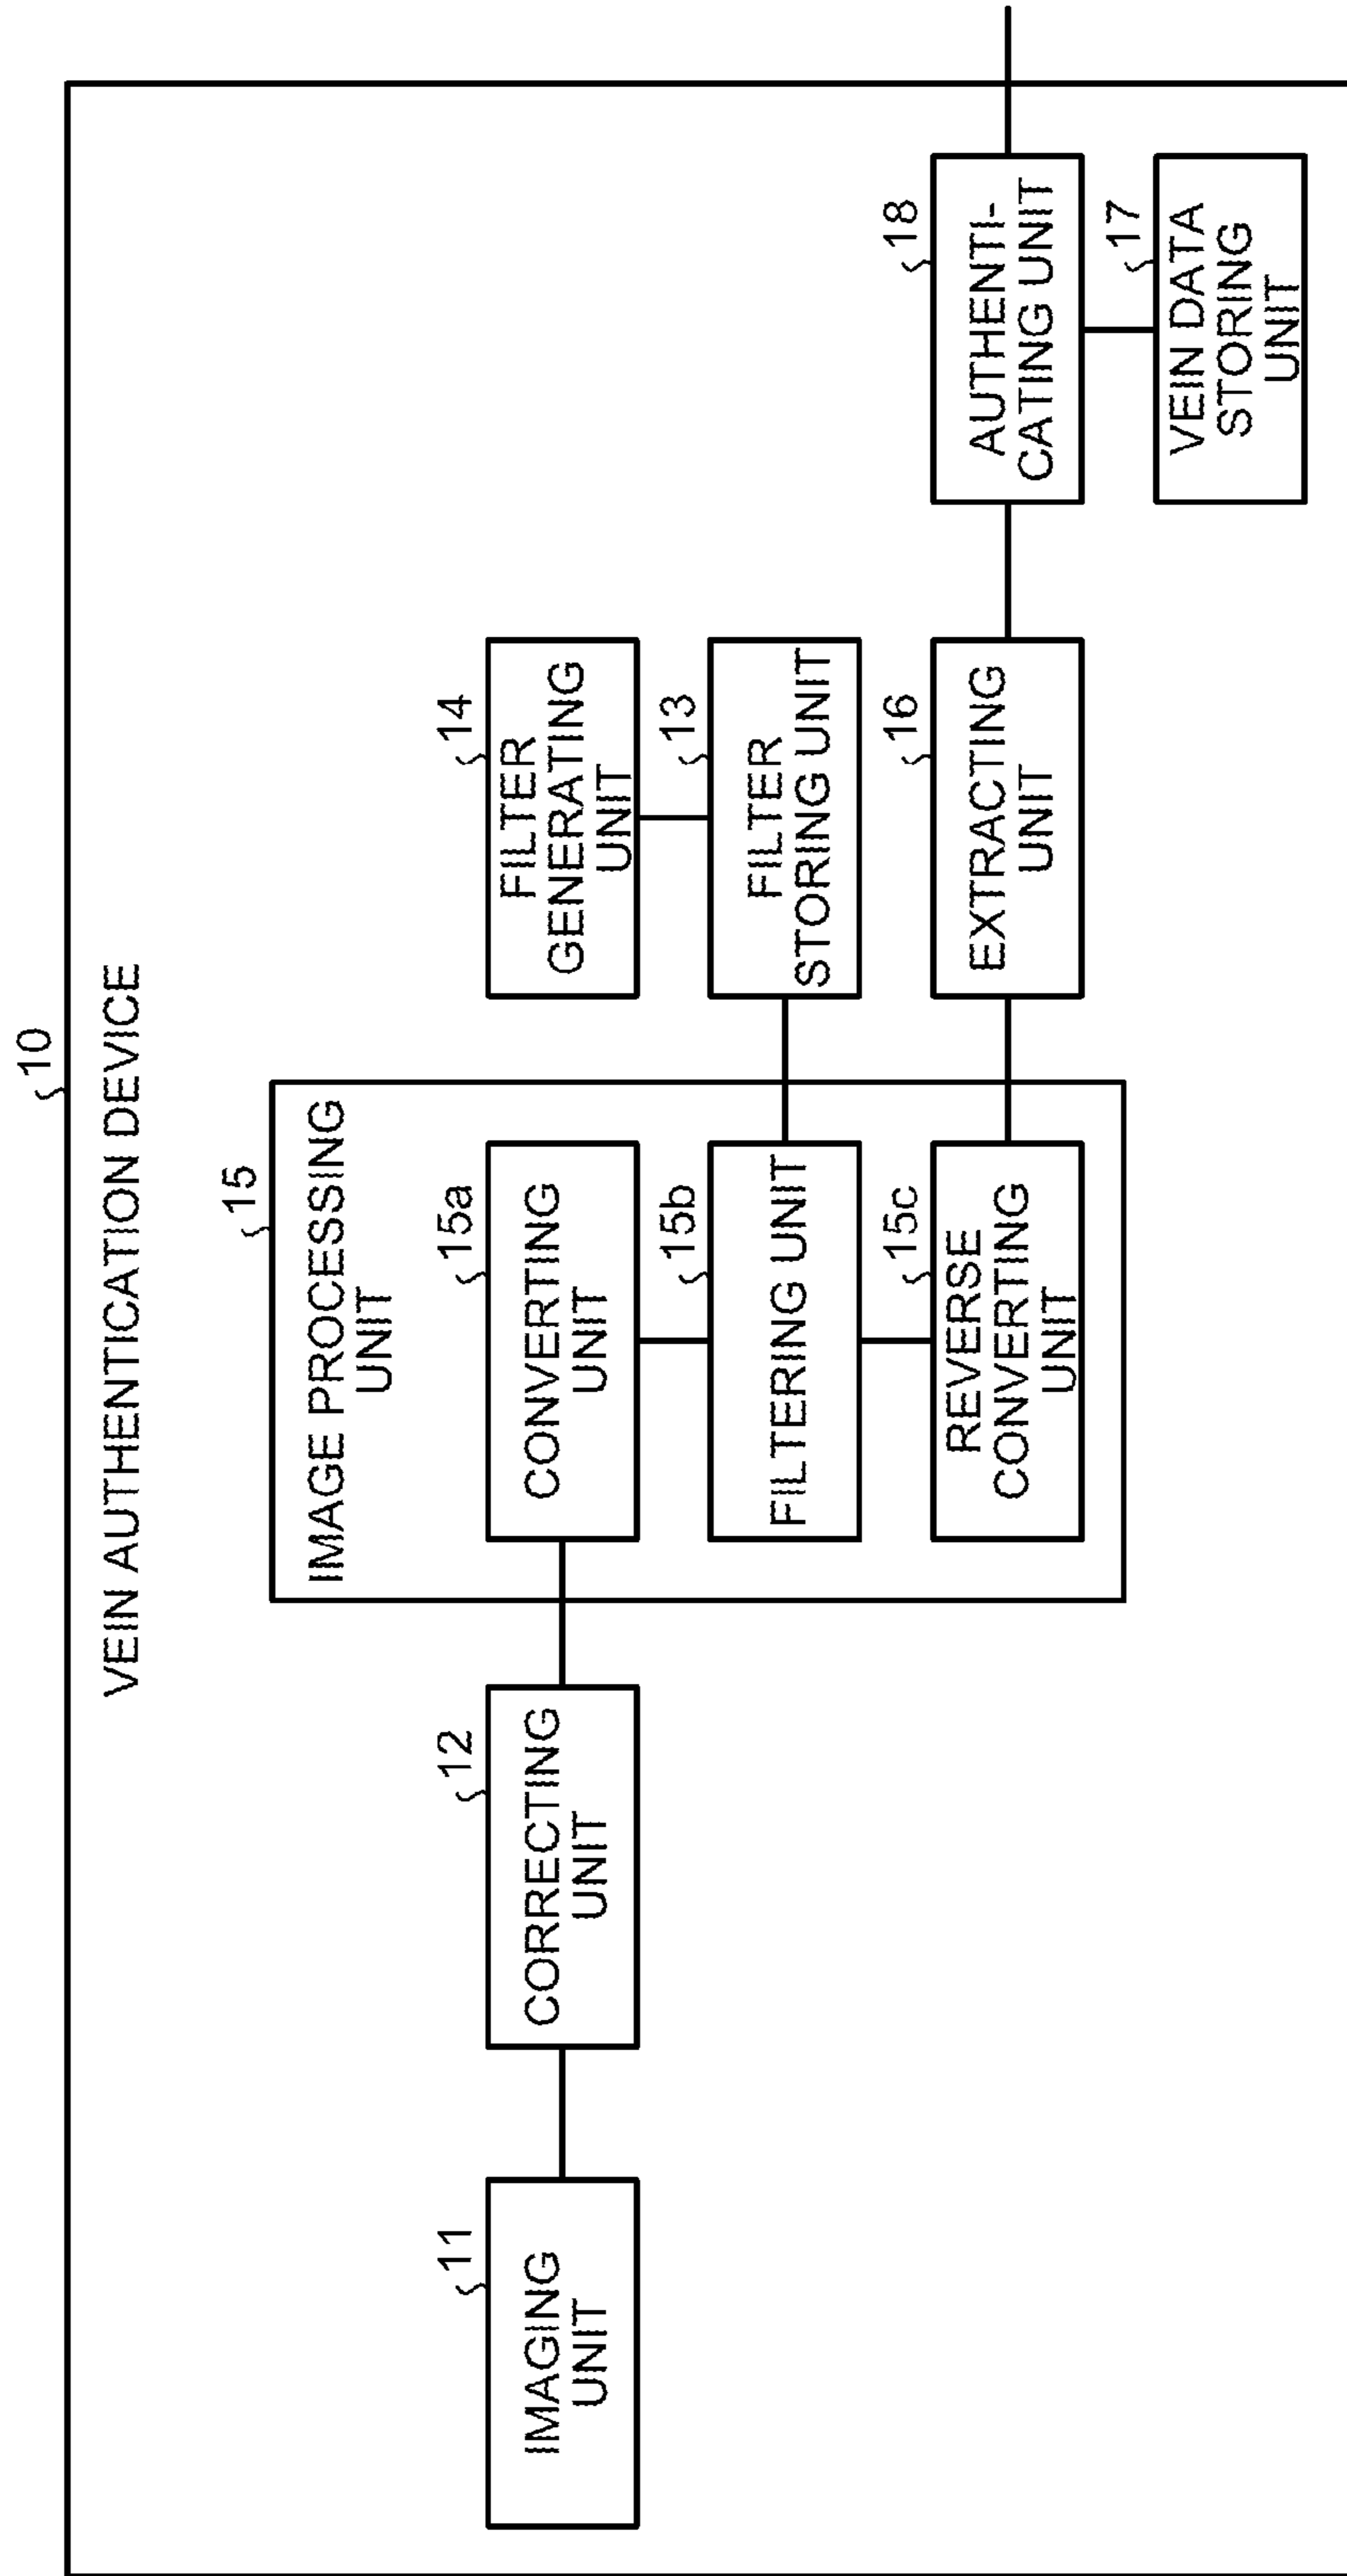 10
VEIN AUTHENTICATION DEVICE
11
IMAGING
UNIT
12
CORRECTING
UNIT
15
IMAGE PROCESSING
UNIT
15a
CONVERTING
UNIT
15b
FILTERING UNIT
15c
REVERSE
CONVERTING
UNIT
14
FILTER
GENERATING
UNIT
13
FILTER
STORING UNIT
16
EXTRACTING
UNIT
18
AUTHENTI-
CATING UNIT
17
VEIN DATA
STORING
UNIT